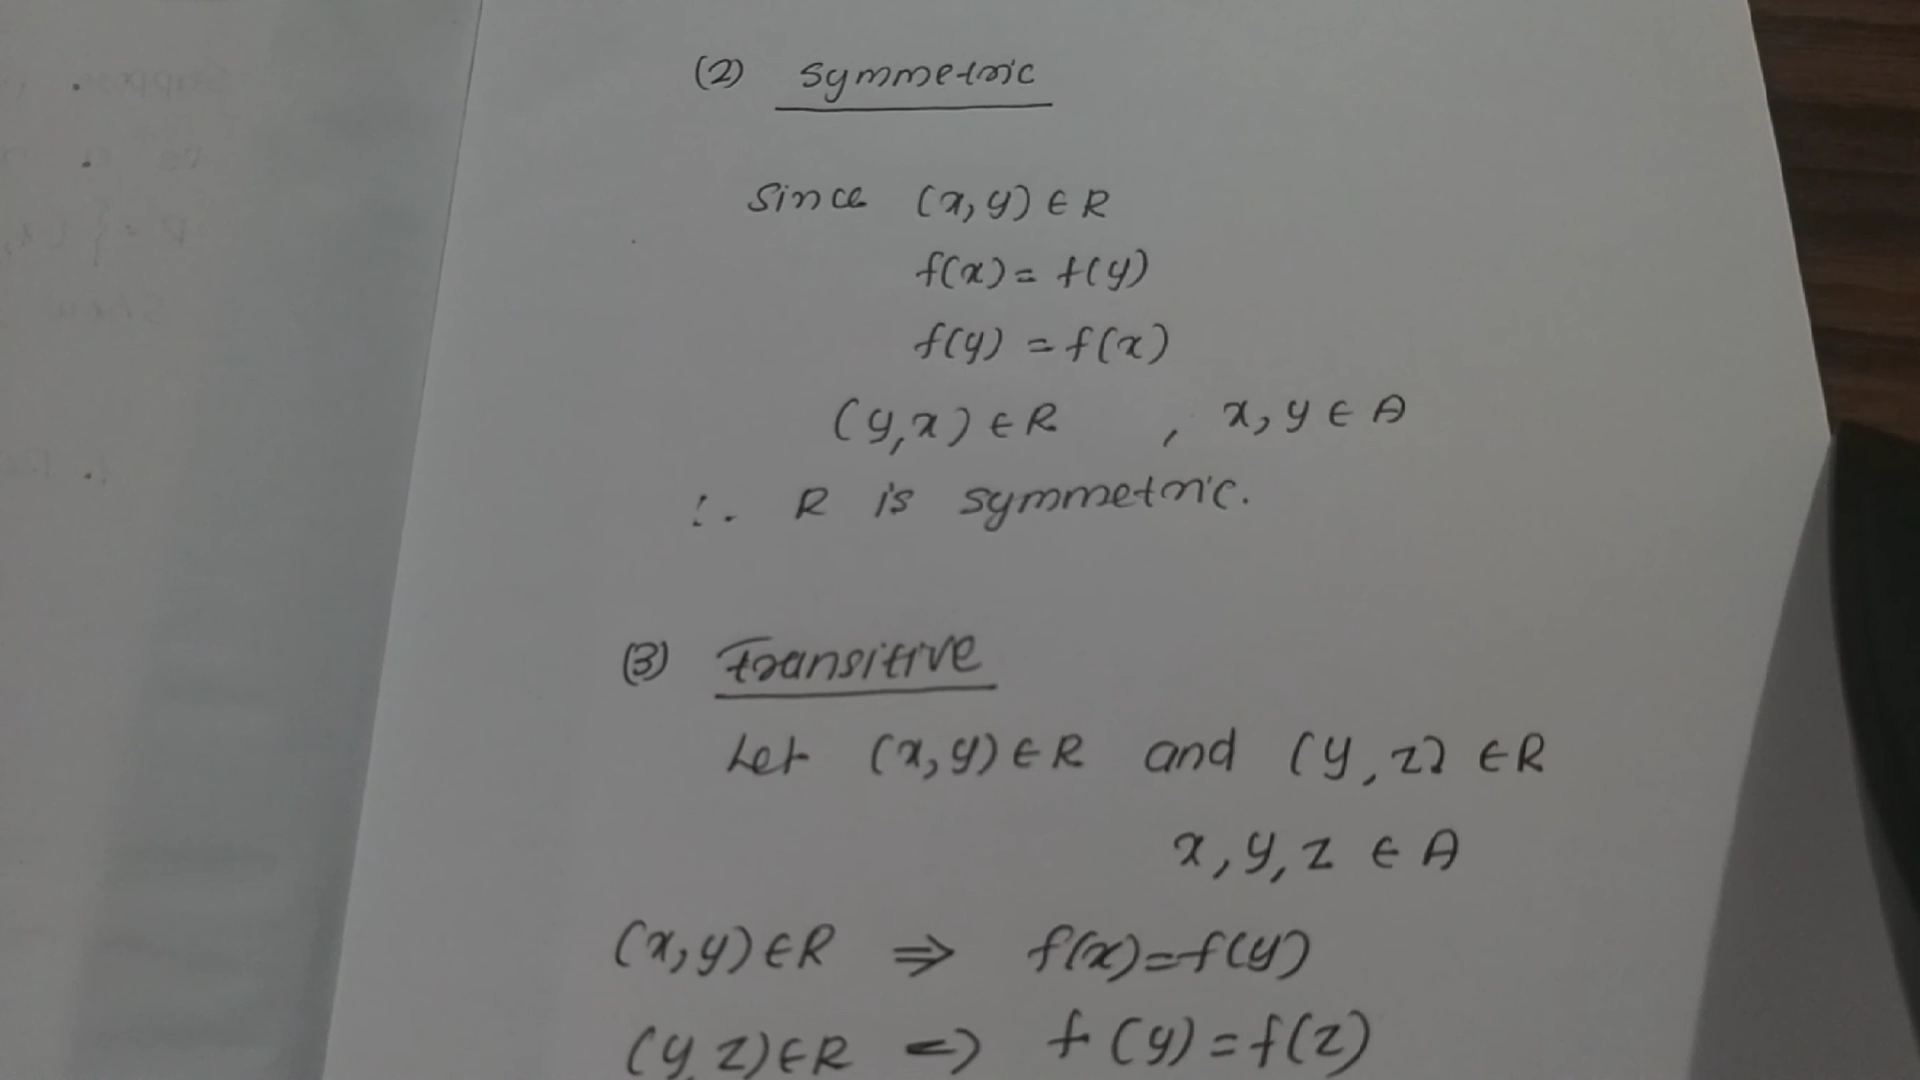 (2) Symmetric
Since (x, y) ∈ R
f(x) = f(y)
f(y) = f(x)
(y, x) ∈ R , x, y ∈ A
∴ R is symmetric.
(3) Transitive
Let (x, y) ∈ R and (y, z) ∈ R
x, y, z ∈ A
(x, y) ∈ R ⇒ f(x) = f(y)
(y, z) ∈ R ⇒ f(y) = f(z)